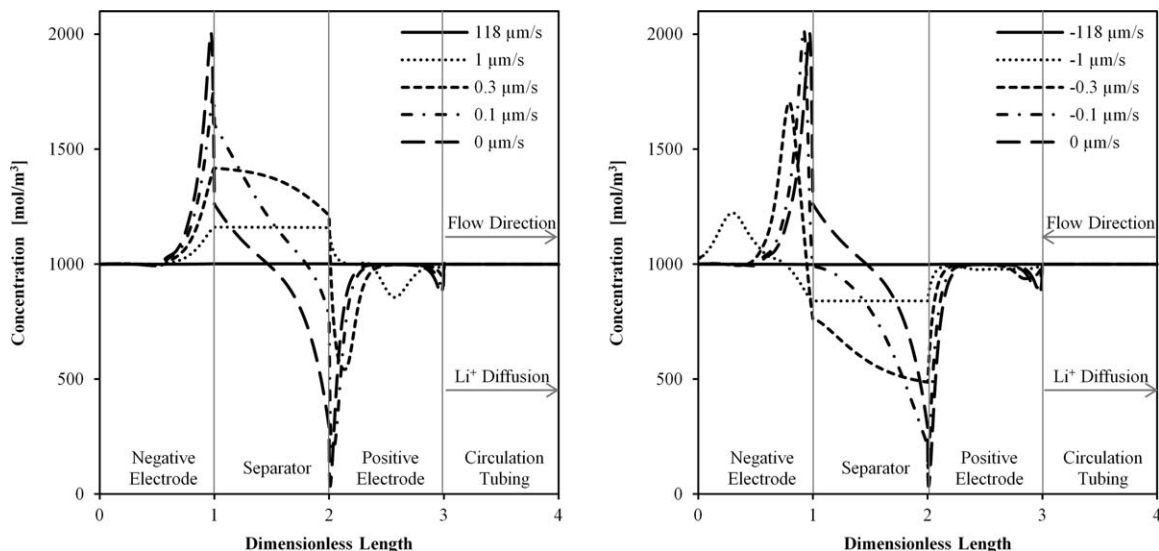 2000
1500
1000
500
0
Concentration [mol/m³]
118 µm/s
1 µm/s
0.3 µm/s
0.1 µm/s
0 µm/s
Flow Direction
Li⁺ Diffusion
Negative
Electrode
Separator
Positive
Electrode
Circulation
Tubing
0 1 2 3 4
Dimensionless Length
2000
1500
1000
500
0
Concentration [mol/m³]
-118 µm/s
-1 µm/s
-0.3 µm/s
-0.1 µm/s
0 µm/s
Flow Direction
Li⁺ Diffusion
Negative
Electrode
Separator
Positive
Electrode
Circulation
Tubing
0 1 2 3 4
Dimensionless Length